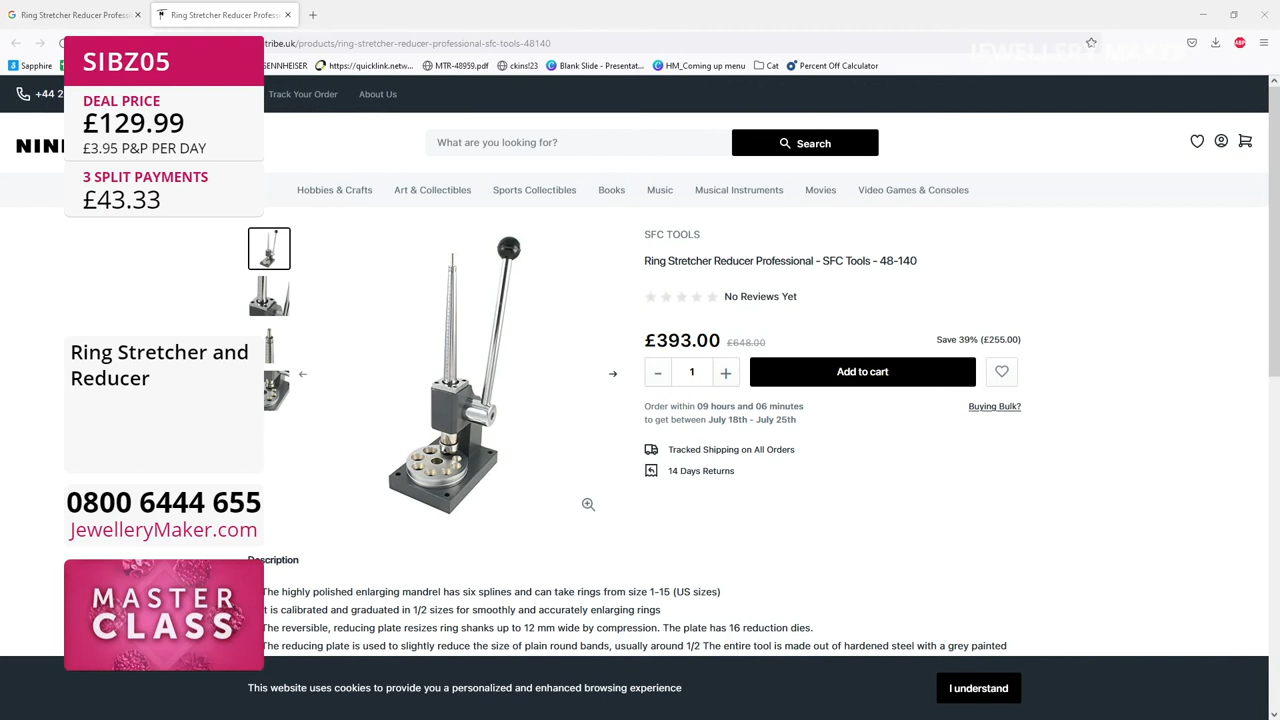 Ring Stretcher Reducer Professi
Ring Stretcher Reducer Profess
tribe.uk/products/ring-stretcher-reducer-professional-sfc-tools-48140
ABP
JEWELLERY MAKER
Sapphire
SENNHEISER
https://quicklink.netw...
MTR-48959.pdf
ckins!23
Blank Slide - Presentat...
HM_Coming up menu
Cat
Percent Off Calculator
SIBZ05
DEAL PRICE
£129.99
£3.95 P&P PER DAY
3 SPLIT PAYMENTS
£43.33
+44 2
Track Your Order
About Us
NIN
What are you looking for?
Search
Hobbies & Crafts
Art & Collectibles
Sports Collectibles
Books
Music
Musical Instruments
Movies
Video Games & Consoles
SFC TOOLS
Ring Stretcher Reducer Professional - SFC Tools - 48-140
No Reviews Yet
£393.00 £648.00
Save 39% (£255.00)
- 1 +
Add to cart
Order within 09 hours and 06 minutes
to get between July 18th - July 25th
Buying Bulk?
Tracked Shipping on All Orders
14 Days Returns
Ring Stretcher and
Reducer
0800 6444 655
JewelleryMaker.com
MASTER
CLASS
Description
The highly polished enlarging mandrel has six splines and can take rings from size 1-15 (US sizes)
t is calibrated and graduated in 1/2 sizes for smoothly and accurately enlarging rings
The reversible, reducing plate resizes ring shanks up to 12 mm wide by compression. The plate has 16 reduction dies.
The reducing plate is used to slightly reduce the size of plain round bands, usually around 1/2 The entire tool is made out of hardened steel with a grey painted
This website uses cookies to provide you a personalized and enhanced browsing experience
I understand